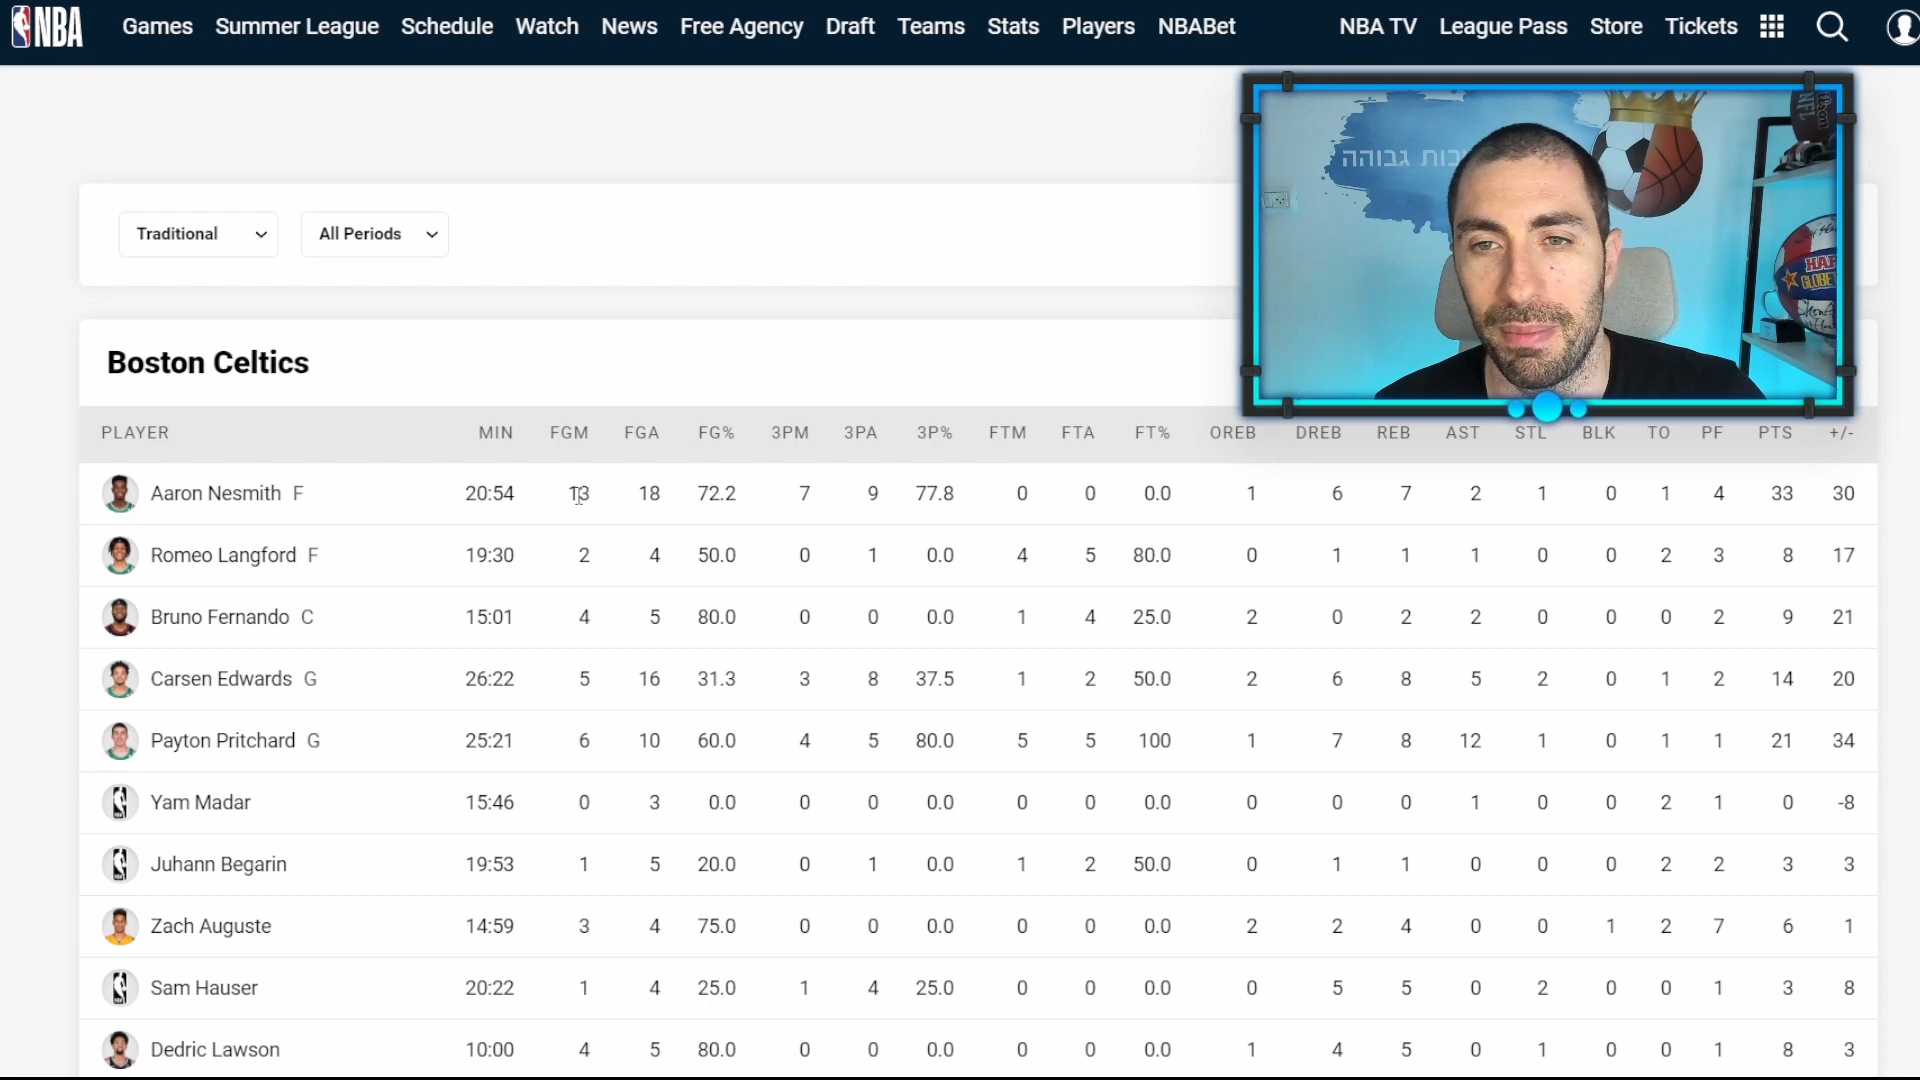 NBA Games Summer League Schedule Watch News Free Agency Draft Teams Stats Players NBABet NBA TV League Pass Store Tickets
Traditional All Periods
גבוהה
NFL
HAR
GLOBE
Boston Celtics
PLAYER MIN FGM FGA FG% 3PM 3PA 3P% FTM FTA FT% OREB DREB REB AST STL BLK TO PF PTS +/-
Aaron Nesmith F 20:54 13 18 72.2 7 9 77.8 0 0 0.0 1 6 7 2 1 0 1 4 33 30
Romeo Langford F 19:30 2 4 50.0 0 1 0.0 4 5 80.0 0 1 1 1 0 0 2 3 8 17
Bruno Fernando C 15:01 4 5 80.0 0 0 0.0 1 4 25.0 2 0 2 2 0 0 0 2 9 21
Carsen Edwards G 26:22 5 16 31.3 3 8 37.5 1 2 50.0 2 6 8 5 2 0 1 2 14 20
Payton Pritchard G 25:21 6 10 60.0 4 5 80.0 5 5 100 1 7 8 12 1 0 1 1 21 34
Yam Madar 15:46 0 3 0.0 0 0 0.0 0 0 0.0 0 0 0 1 0 0 2 1 0 -8
Juhann Begarin 19:53 1 5 20.0 0 1 0.0 1 2 50.0 0 1 1 0 0 0 2 2 3 3
Zach Auguste 14:59 3 4 75.0 0 0 0.0 0 0 0.0 2 2 4 0 0 1 2 7 6 1
Sam Hauser 20:22 1 4 25.0 1 4 25.0 0 0 0.0 0 5 5 0 2 0 0 1 3 8
Dedric Lawson 10:00 4 5 80.0 0 0 0.0 0 0 0.0 1 4 5 0 1 0 0 1 8 3